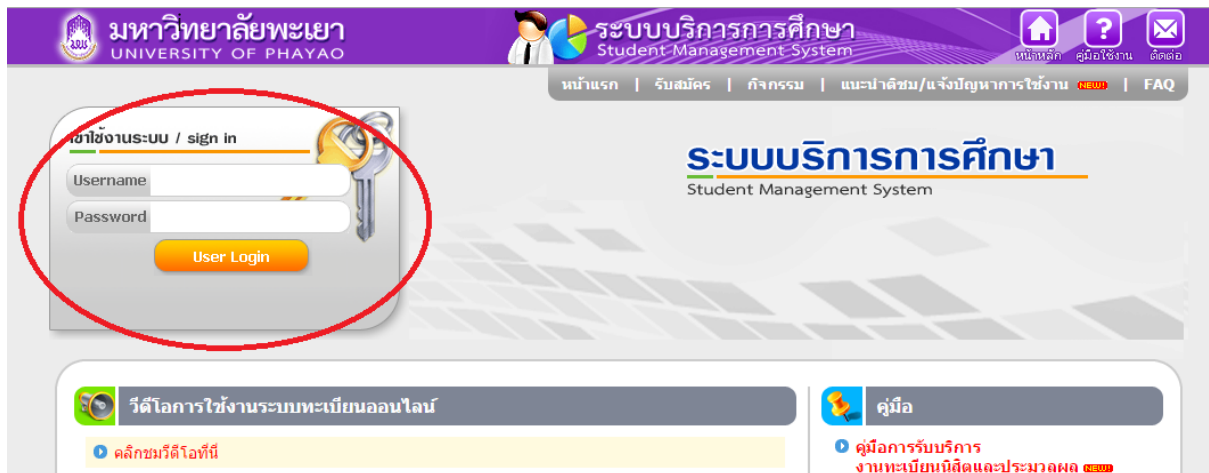 มหาวิทยาลัยพะเยา
UNIVERSITY OF PHAYAO
ระบบบริการการศึกษา
Student Management System
หน้าหลัก คู่มือใช้งาน ติดต่อ
หน้าแรก | รับสมัคร | กิจกรรม | แนะนำติชม/แจ้งปัญหาการใช้งาน NEW! | FAQ
เข้าใช้งานระบบ / sign in
Username
Password
User Login
ระบบบริการการศึกษา
Student Management System
วีดีโอการใช้งานระบบทะเบียนออนไลน์
คลิกชมวีดีโอที่นี่
คู่มือ
คู่มือการรับบริการ
งานทะเบียนนิสิตและประมวลผล NEW!